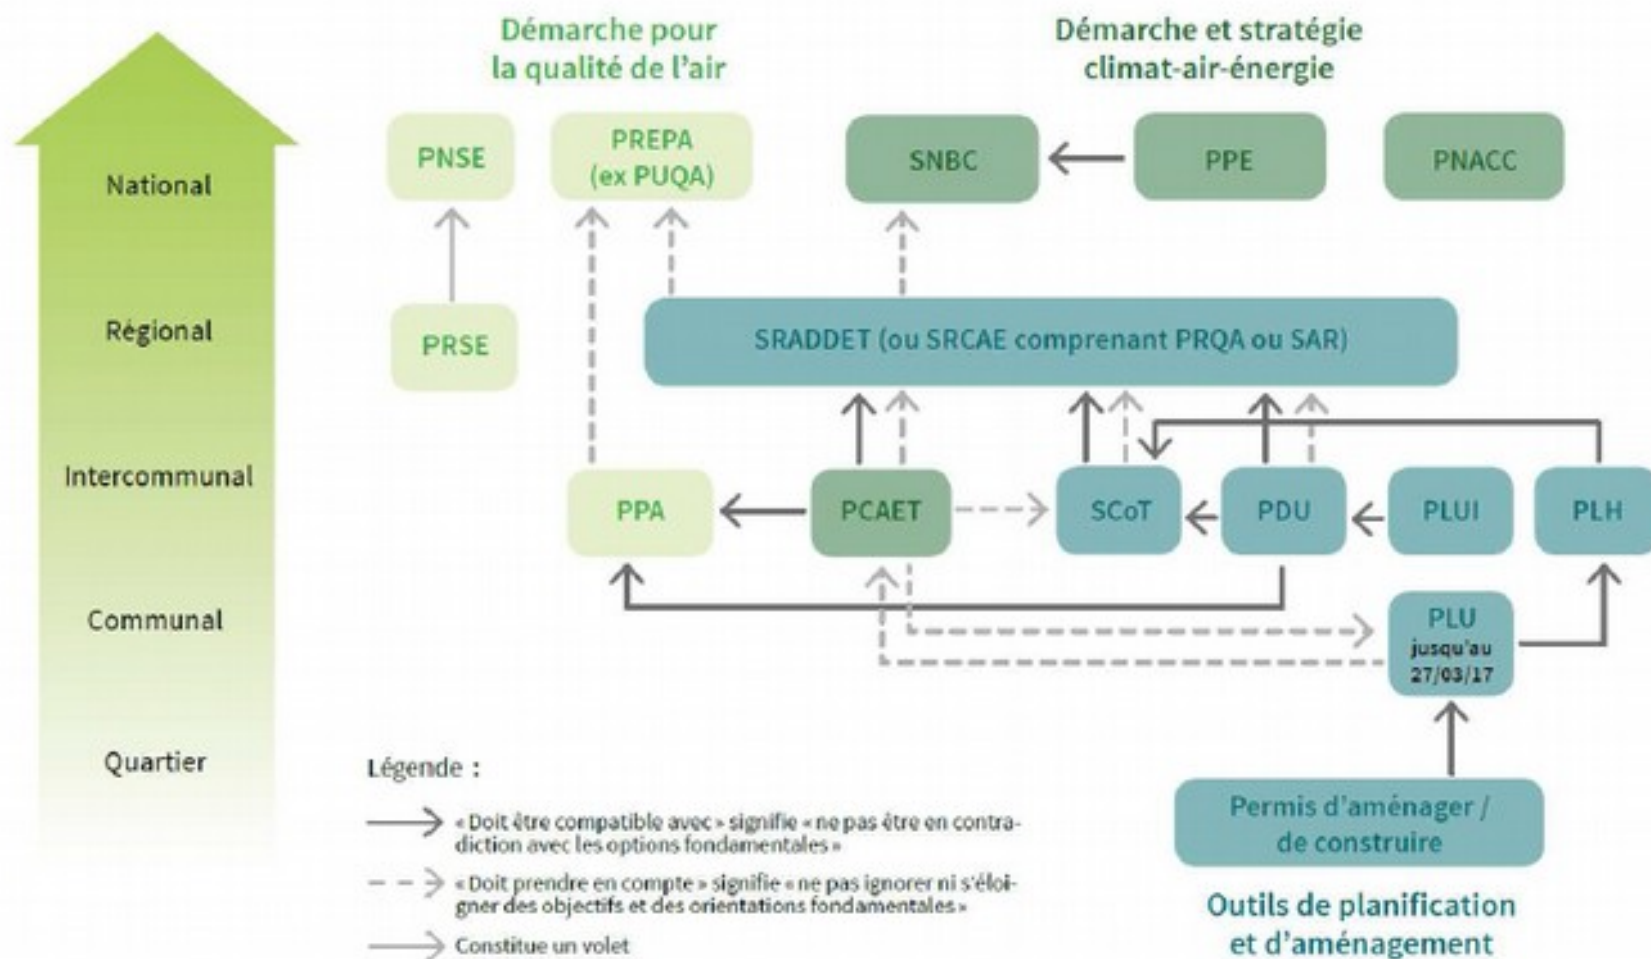 Démarche pour
la qualité de l'air
Démarche et stratégie
climat-air-énergie
National
PNSE
PREPA
(ex PUQA)
SNBC
PPE
PNACC
Régional
PRSE
SRADDET (ou SRCAE comprenant PRQA ou SAR)
Intercommunal
PPA
PCAET
SCoT
PDU
PLUI
PLH
Communal
PLU
jusqu'au
27/03/17
Quartier
Légende :
« Doit être compatible avec » signifie « ne pas être en contra-
diction avec les options fondamentales »
« Doit prendre en compte » signifie « ne pas ignorer ni s'éloi-
gner des objectifs et des orientations fondamentales »
Constitue un volet
Permis d'aménager /
de construire
Outils de planification
et d'aménagement